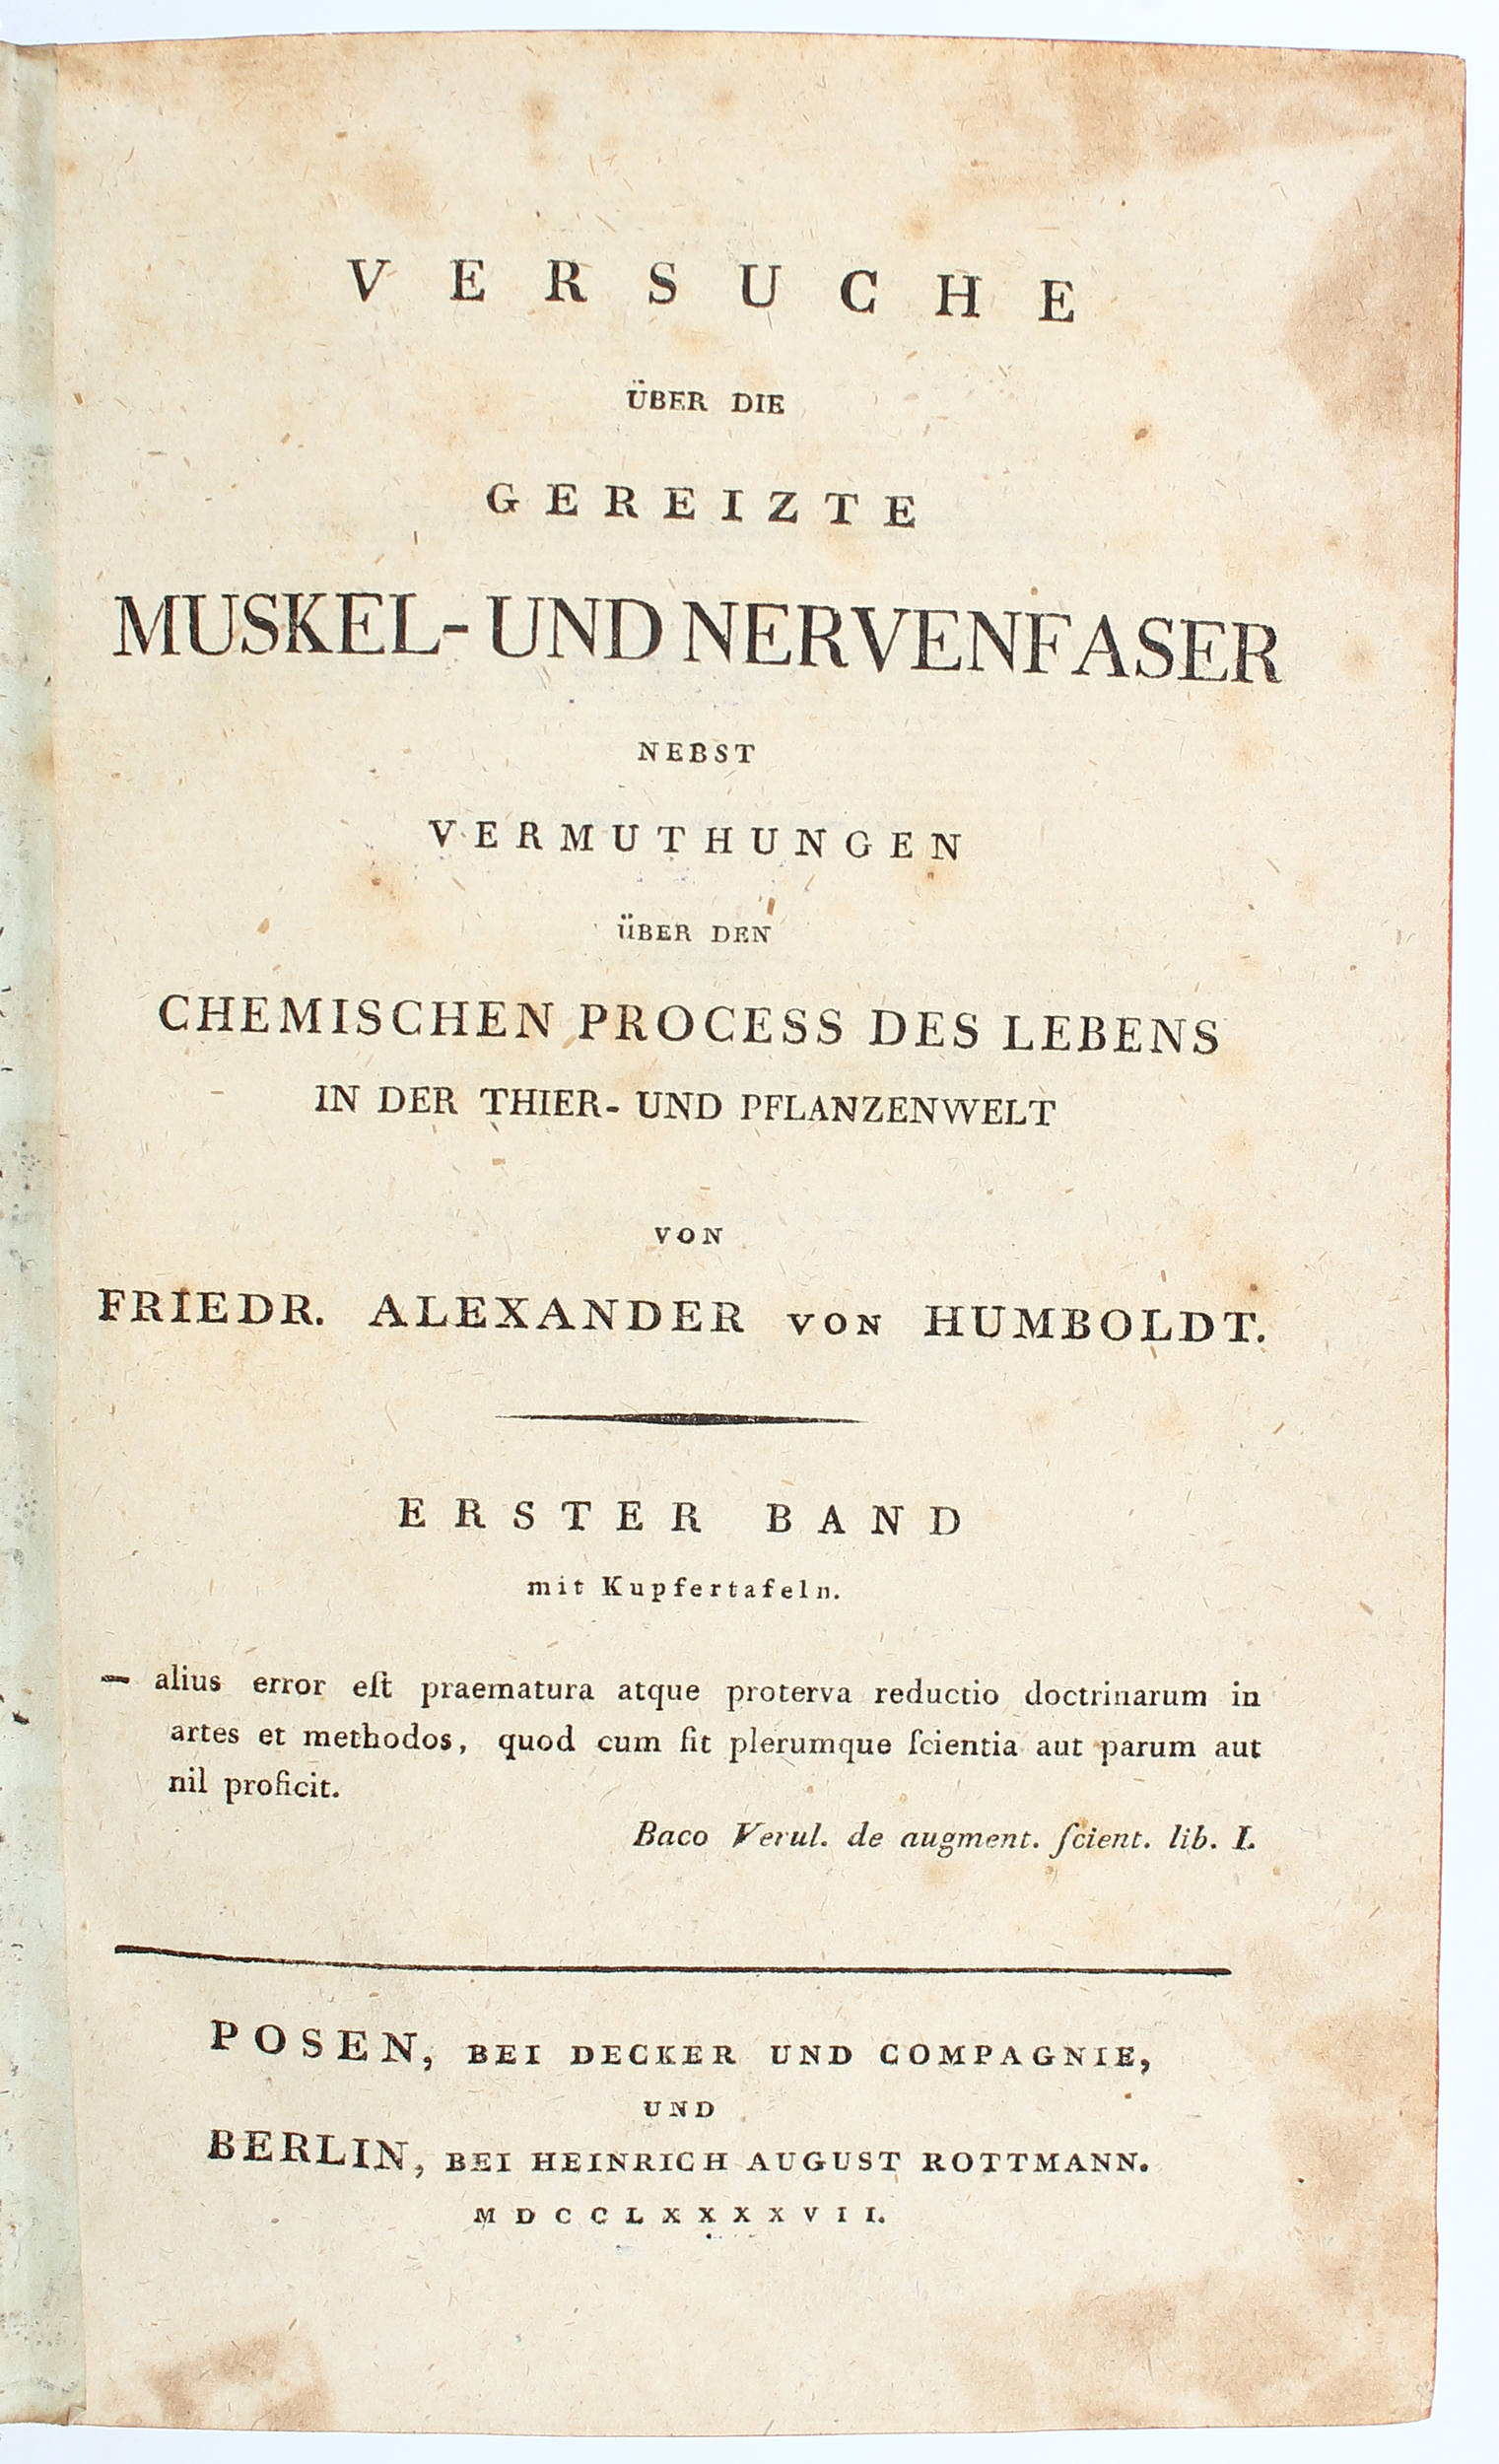 VERSUCHE
ÜBER DIE
GEREIZTE
MUSKEL- UND NERVENFASER
NEBST
VERMUTHUNGEN
ÜBER DEN
CHEMISCHEN PROCESS DES LEBENS
IN DER THIER- UND PFLANZENWELT
VON
FRIEDR. ALEXANDER VON HUMBOLDT.
ERSTER BAND
mit Kupfertafeln.
— alius error eſt praematura atque proterva reductio doctrinarum in
artes et methodos, quod cum ſit plerumque ſcientia aut parum aut
nil proficit.
Baco Verul. de augment. ſcient. lib. I.
POSEN, BEI DECKER UND COMPAGNIE,
UND
BERLIN, BEI HEINRICH AUGUST ROTTMANN.
MDCCLXXXXVII.